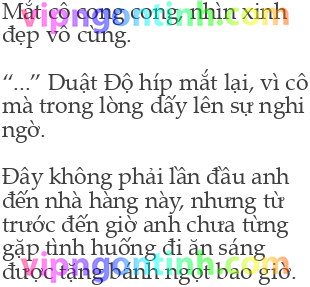 Mắt cô cong cong, nhìn xinh
đẹp vô cùng.
“...” Duật Độ híp mắt lại, vì cô
mà trong lòng dấy lên sự nghi
ngờ.
Đây không phải lần đầu anh
đến nhà hàng này, nhưng từ
trước đến giờ anh chưa từng
gặp tình huống đi ăn sáng
được tặng bánh ngọt bao giờ.
vipngontinh.com
vipngontinh.com